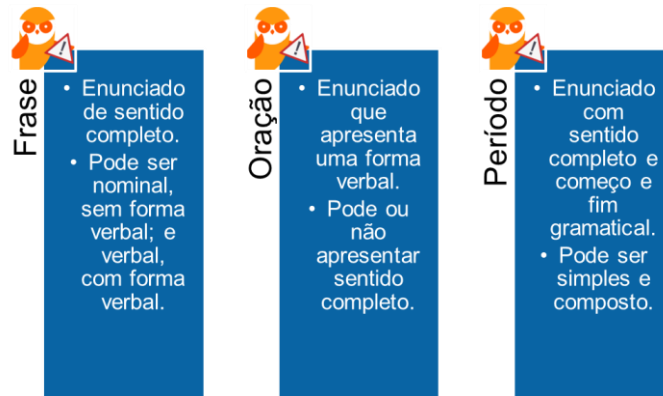 Frase
• Enunciado
de sentido
completo.
• Pode ser
nominal,
sem forma
verbal; e
verbal,
com forma
verbal.
Oração
• Enunciado
que
apresenta
uma forma
verbal.
• Pode ou
não
apresentar
sentido
completo.
Período
• Enunciado
com
sentido
completo e
começo e
fim
gramatical.
• Pode ser
simples e
composto.